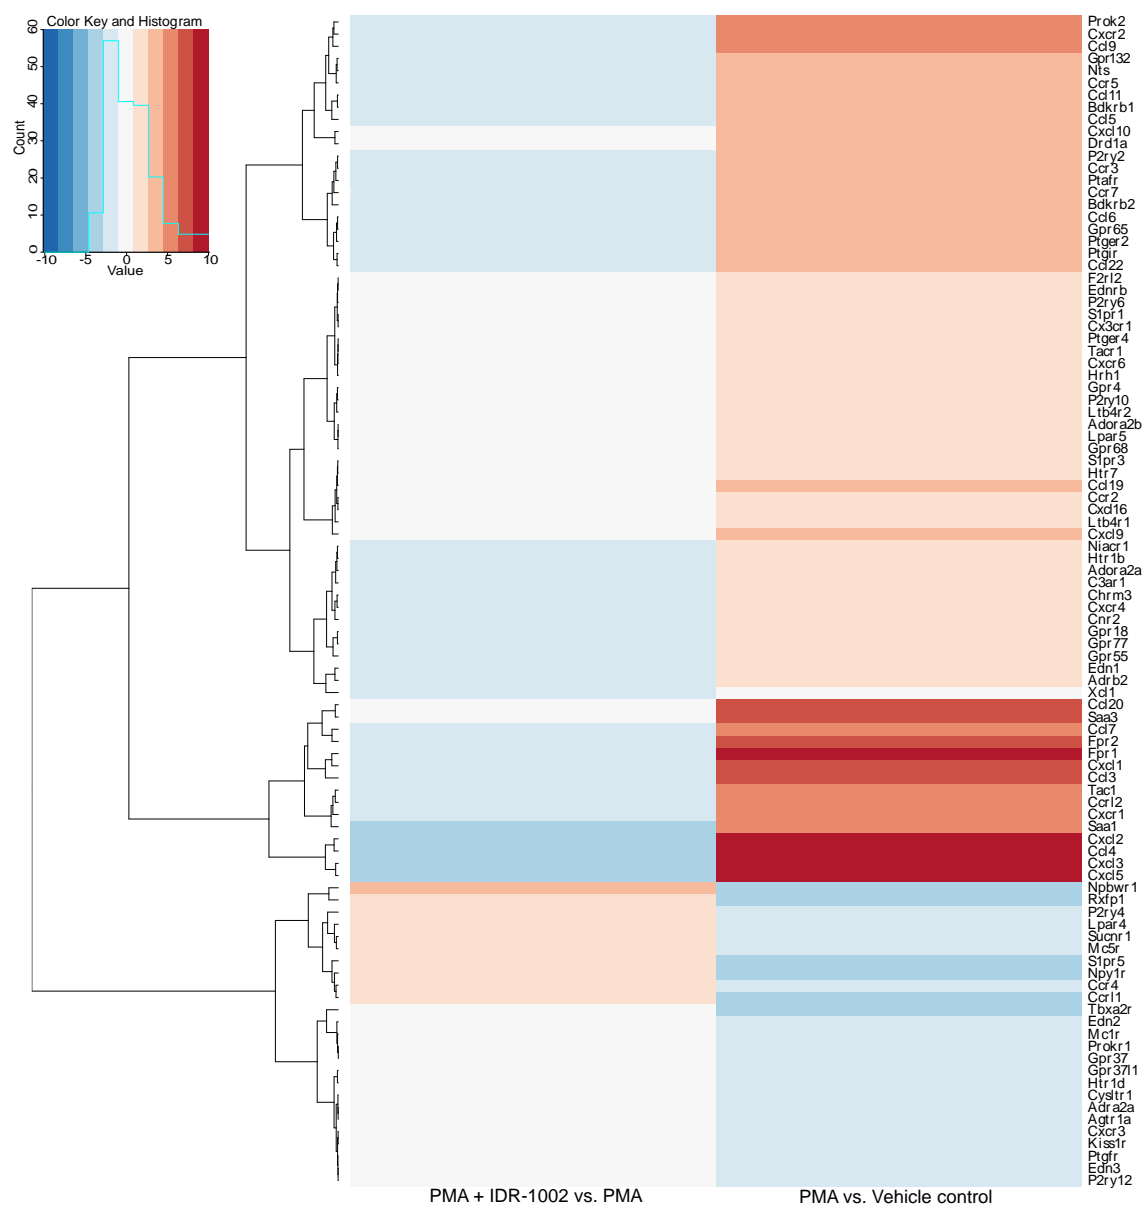 Color Key and Histogram
Count
0
10
20
30
40
50
60
-10
-5
0
5
10
Value
Prok2
Cxcr2
Ccl9
Gpr132
Nts
Ccr5
Ccl11
Bdkrb1
Ccl5
Cxcl10
Drd1a
P2ry2
Ccr3
Ptafr
Ccr7
Bdkrb2
Ccl6
Gpr65
Ptger2
Ptgir
Ccl22
F2rl2
Ednrb
P2ry6
S1pr1
Cx3cr1
Ptger4
Tacr1
Cxcr6
Hrh1
Gpr4
P2ry10
Ltb4r2
Adora2b
Lpar5
Gpr68
S1pr3
Htr7
Ccl19
Ccr2
Cxcl16
Ltb4r1
Cxcl9
Niacr1
Htr1b
Adora2a
C3ar1
Chrm3
Cxcr4
Cnr2
Gpr18
Gpr77
Gpr55
Edn1
Adrb2
Xcl1
Ccl20
Saa3
Ccl7
Fpr2
Fpr1
Cxcl1
Ccl3
Tac1
Ccrl2
Cxcr1
Saa1
Cxcl2
Ccl4
Cxcl3
Cxcl5
Npbwr1
Rxfp1
P2ry4
Lpar4
Sucnr1
Mc5r
S1pr5
Npy1r
Ccr4
Ccrl1
Tbxa2r
Edn2
Mc1r
Prokr1
Gpr37
Gpr37l1
Htr1d
Cysltr1
Adra2a
Agtr1a
Cxcr3
Kiss1r
Ptgfr
Edn3
P2ry12
PMA + IDR-1002 vs. PMA
PMA vs. Vehicle control